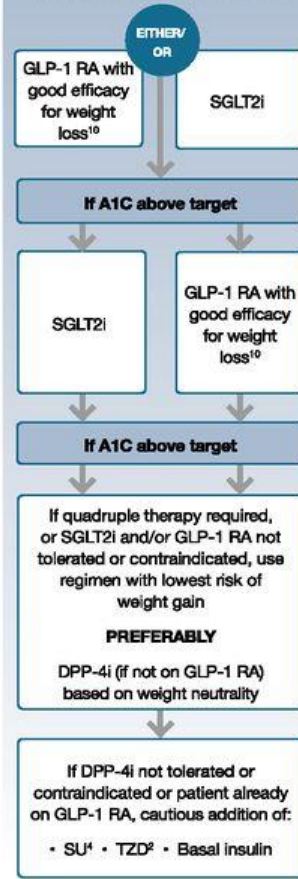 EITHER/
OR
GLP-1 RA with
good efficacy
for weight
loss¹⁰
SGLT2i
If A1C above target
SGLT2i
GLP-1 RA with
good efficacy
for weight
loss¹⁰
If A1C above target
If quadruple therapy required,
or SGLT2i and/or GLP-1 RA not
tolerated or contraindicated, use
regimen with lowest risk of
weight gain
PREFERABLY
DPP-4i (if not on GLP-1 RA)
based on weight neutrality
If DPP-4i not tolerated or
contraindicated or patient already
on GLP-1 RA, cautious addition of:
• SU⁴ • TZD² • Basal insulin